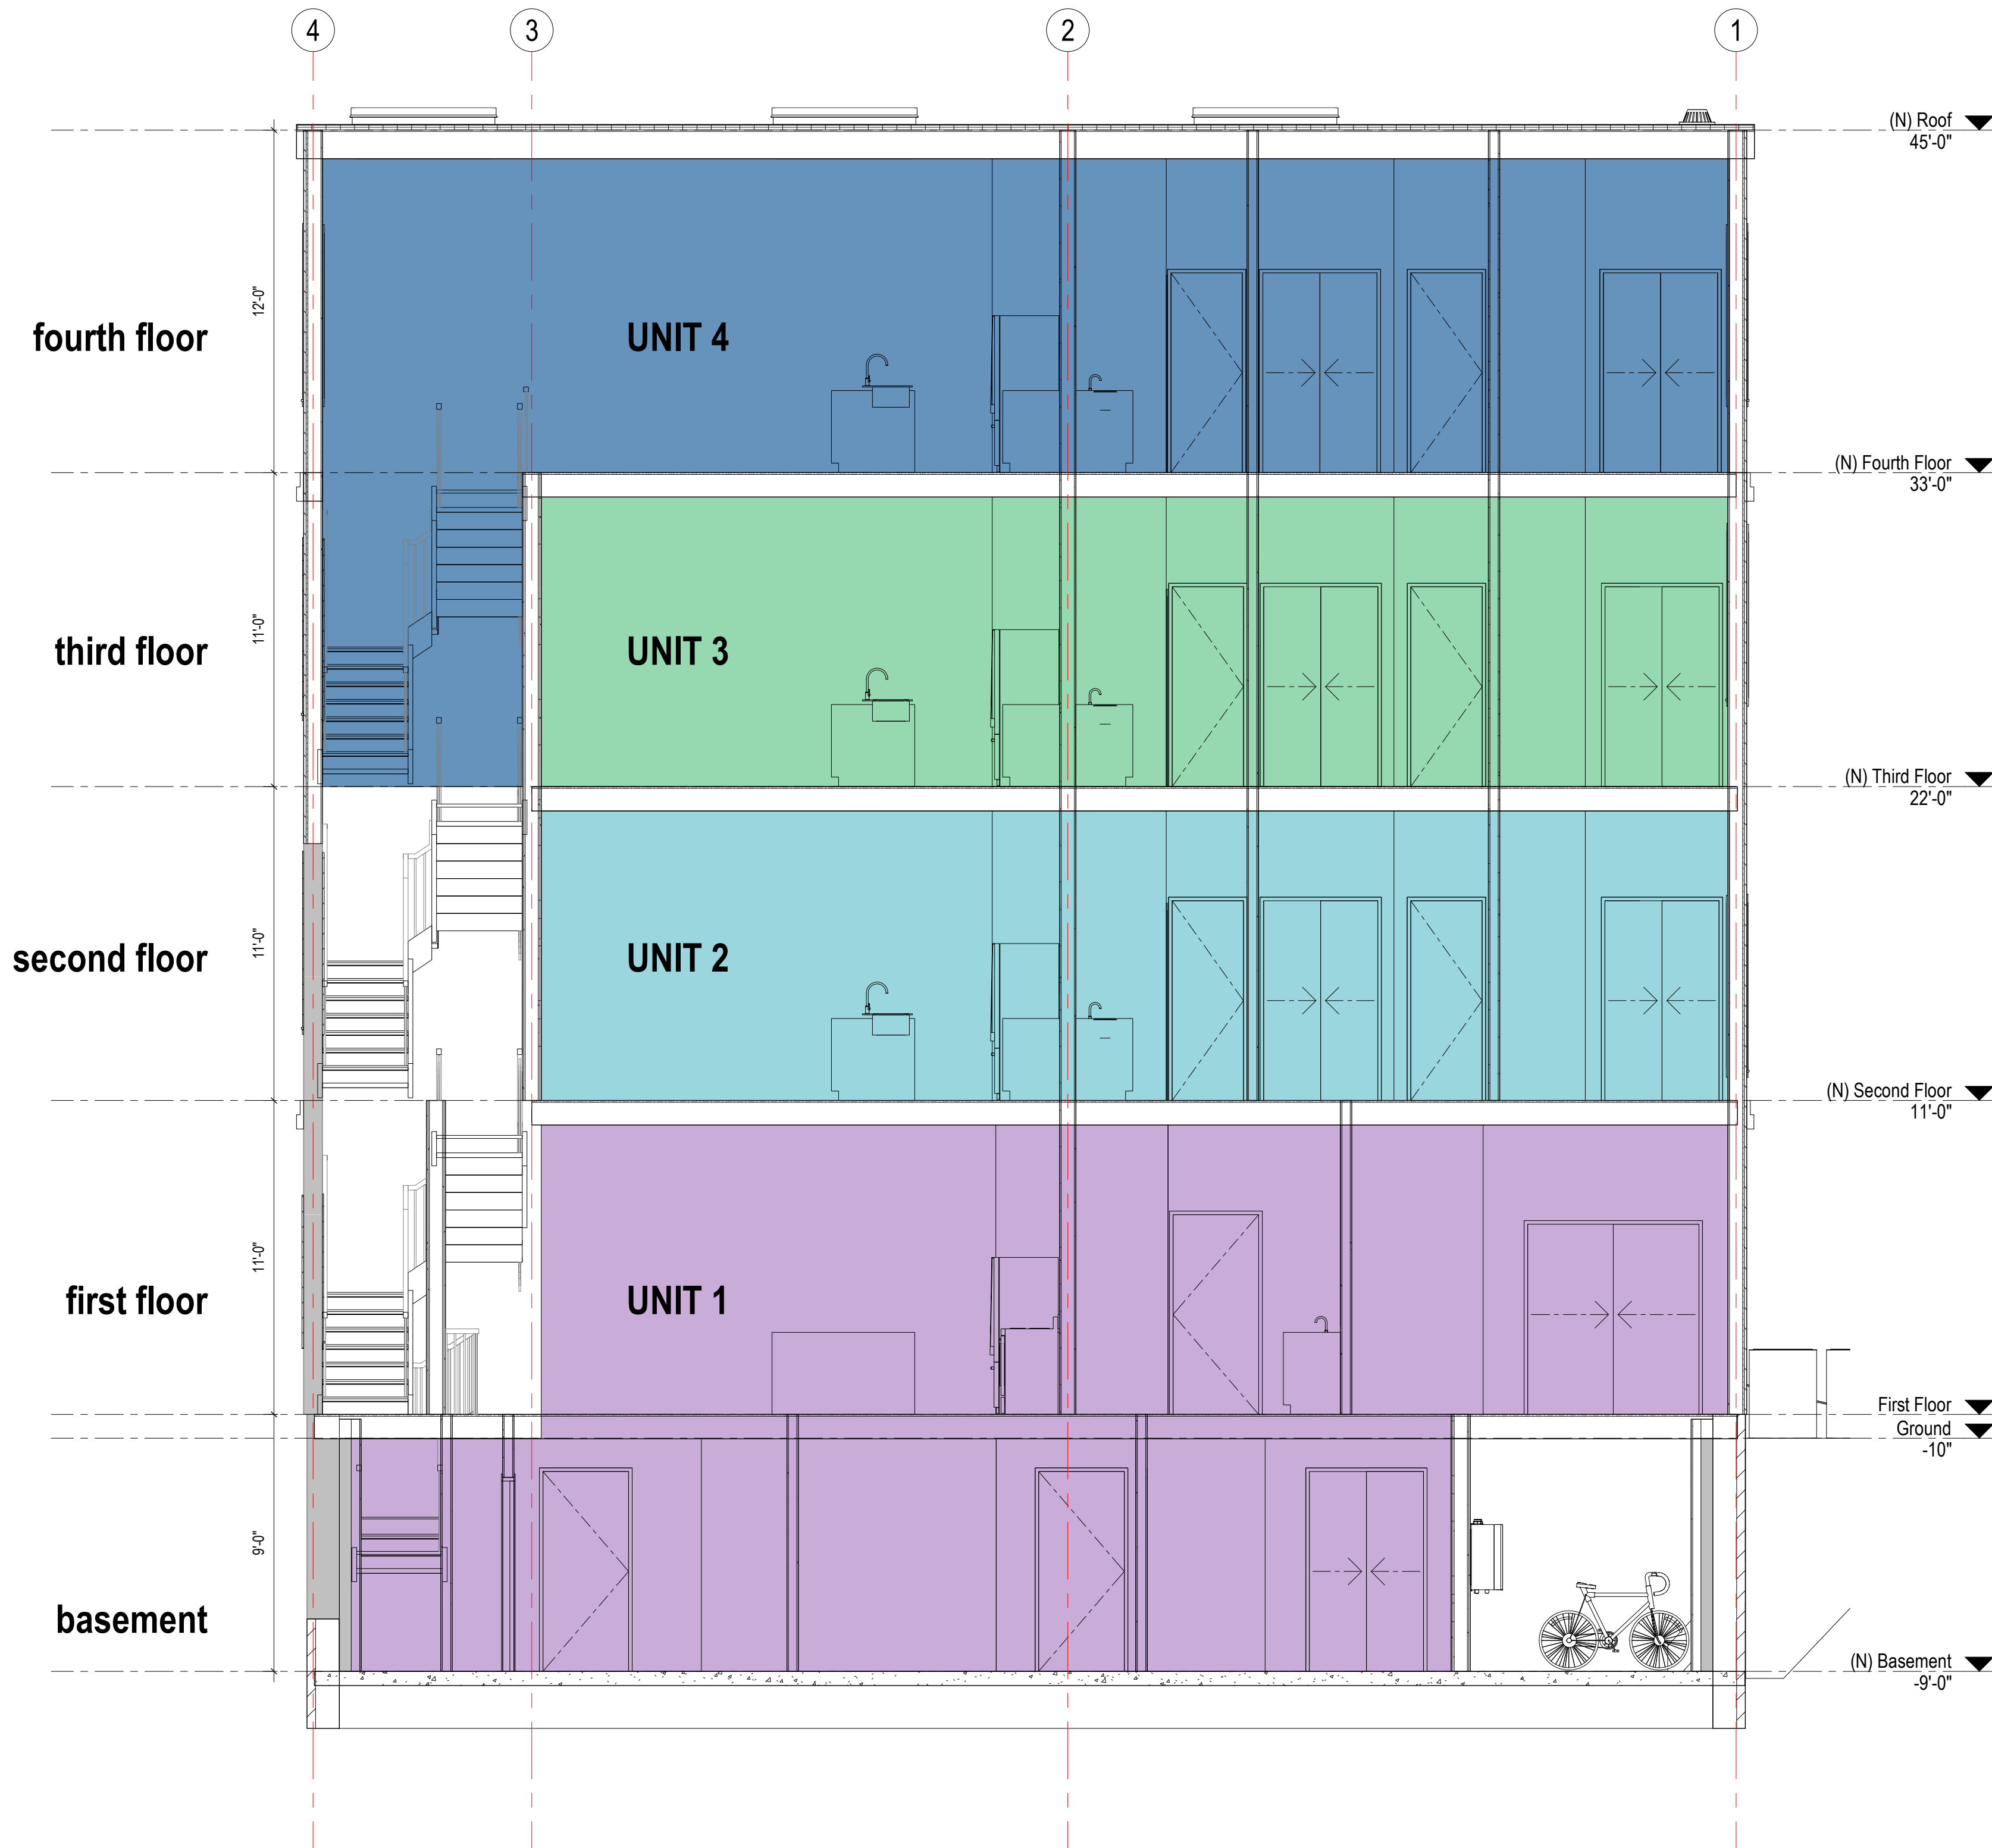 4
3
2
1
(N) Roof
45'-0"
12'-0"
fourth floor
UNIT 4
(N) Fourth Floor
33'-0"
11'-0"
third floor
UNIT 3
(N) Third Floor
22'-0"
11'-0"
second floor
UNIT 2
(N) Second Floor
11'-0"
11'-0"
first floor
UNIT 1
First Floor
Ground
-10"
9'-0"
basement
(N) Basement
-9'-0"